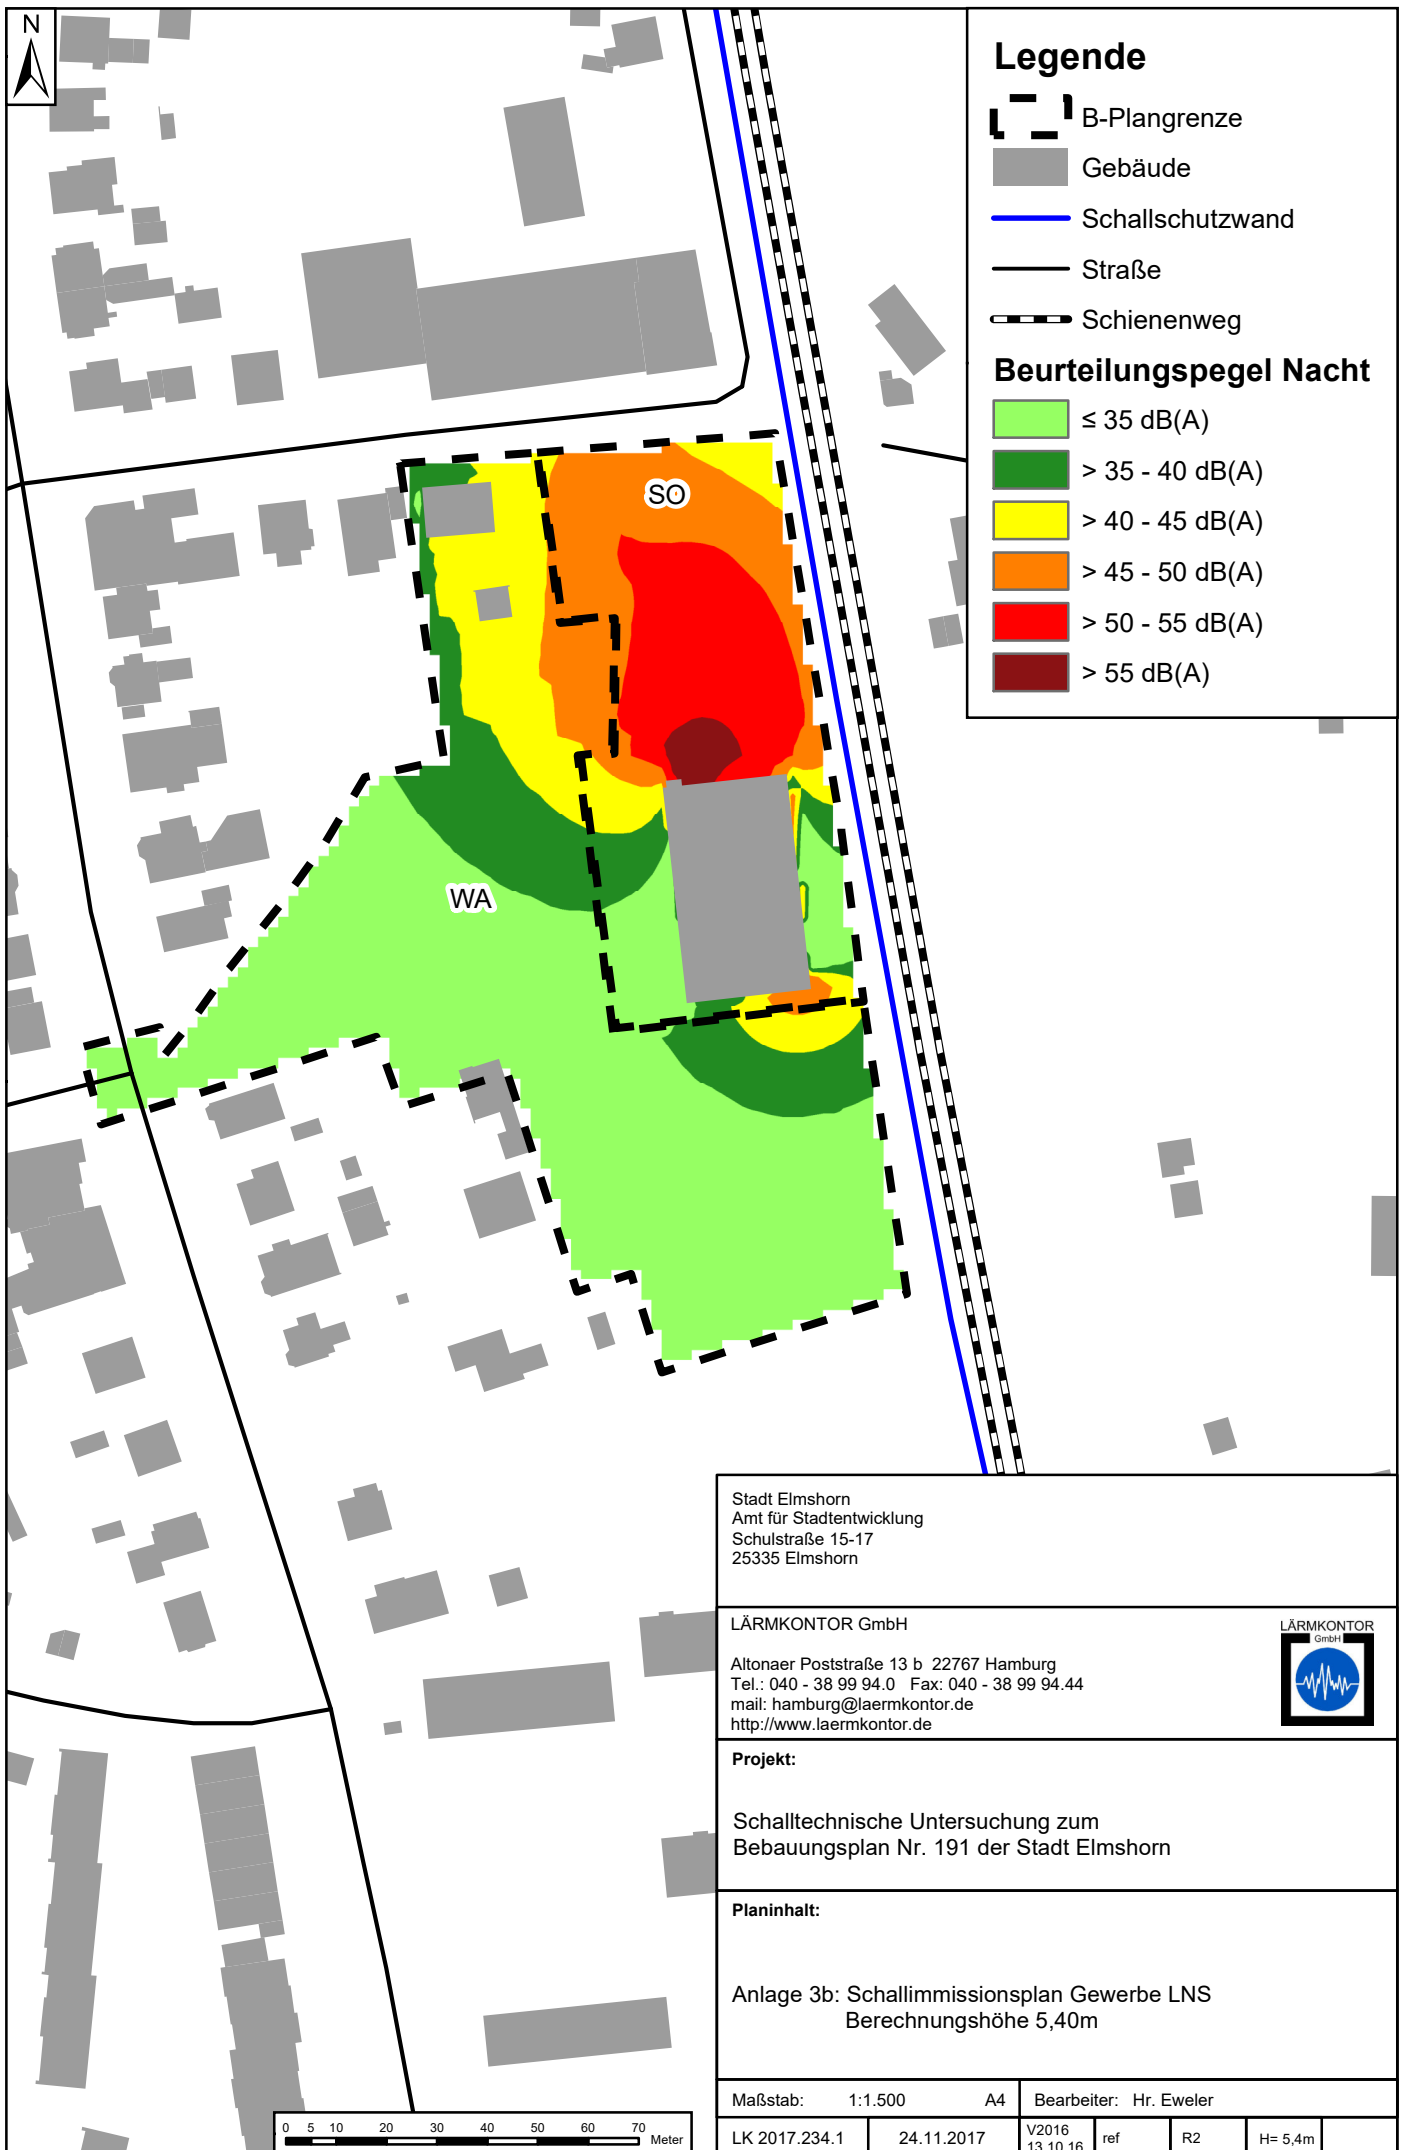 N
Legende
B-Plangrenze
Gebäude
Schallschutzwand
Straße
Schienenweg
Beurteilungspegel Nacht
≤ 35 dB(A)
> 35 - 40 dB(A)
> 40 - 45 dB(A)
> 45 - 50 dB(A)
> 50 - 55 dB(A)
> 55 dB(A)
SO
WA
Stadt Elmshorn
Amt für Stadtentwicklung
Schulstraße 15-17
25335 Elmshorn
LÄRMKONTOR GmbH
Altonaer Poststraße 13 b 22767 Hamburg
Tel.: 040 - 38 99 94.0 Fax: 040 - 38 99 94.44
mail: hamburg@laermkontor.de
http://www.laermkontor.de
LÄRMKONTOR
GmbH
Projekt:
Schalltechnische Untersuchung zum
Bebauungsplan Nr. 191 der Stadt Elmshorn
Planinhalt:
Anlage 3b: Schallimmissionsplan Gewerbe LNS
Berechnungshöhe 5,40m
Maßstab: 1:1.500 A4 Bearbeiter: Hr. Eweler
LK 2017.234.1 24.11.2017 V2016 13.10.16 ref R2 H= 5,4m
0 5 10 20 30 40 50 60 70 Meter